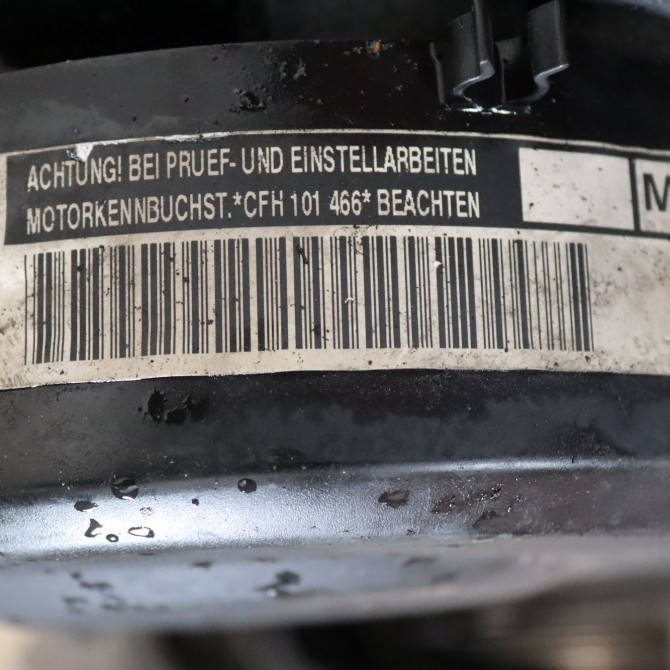 ACHTUNG! BEI PRUEF- UND EINSTELLARBEITEN
MOTORKENNBUCHST.*CFH 101 466* BEACHTEN
M